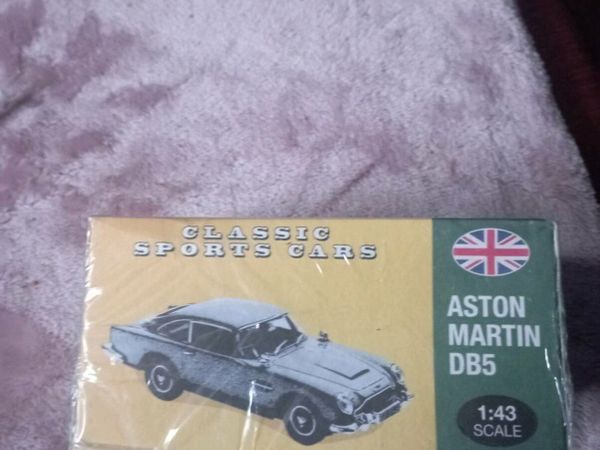 CLASSIC
SPORTS CARS
ASTON
MARTIN
DB5
1:43
SCALE